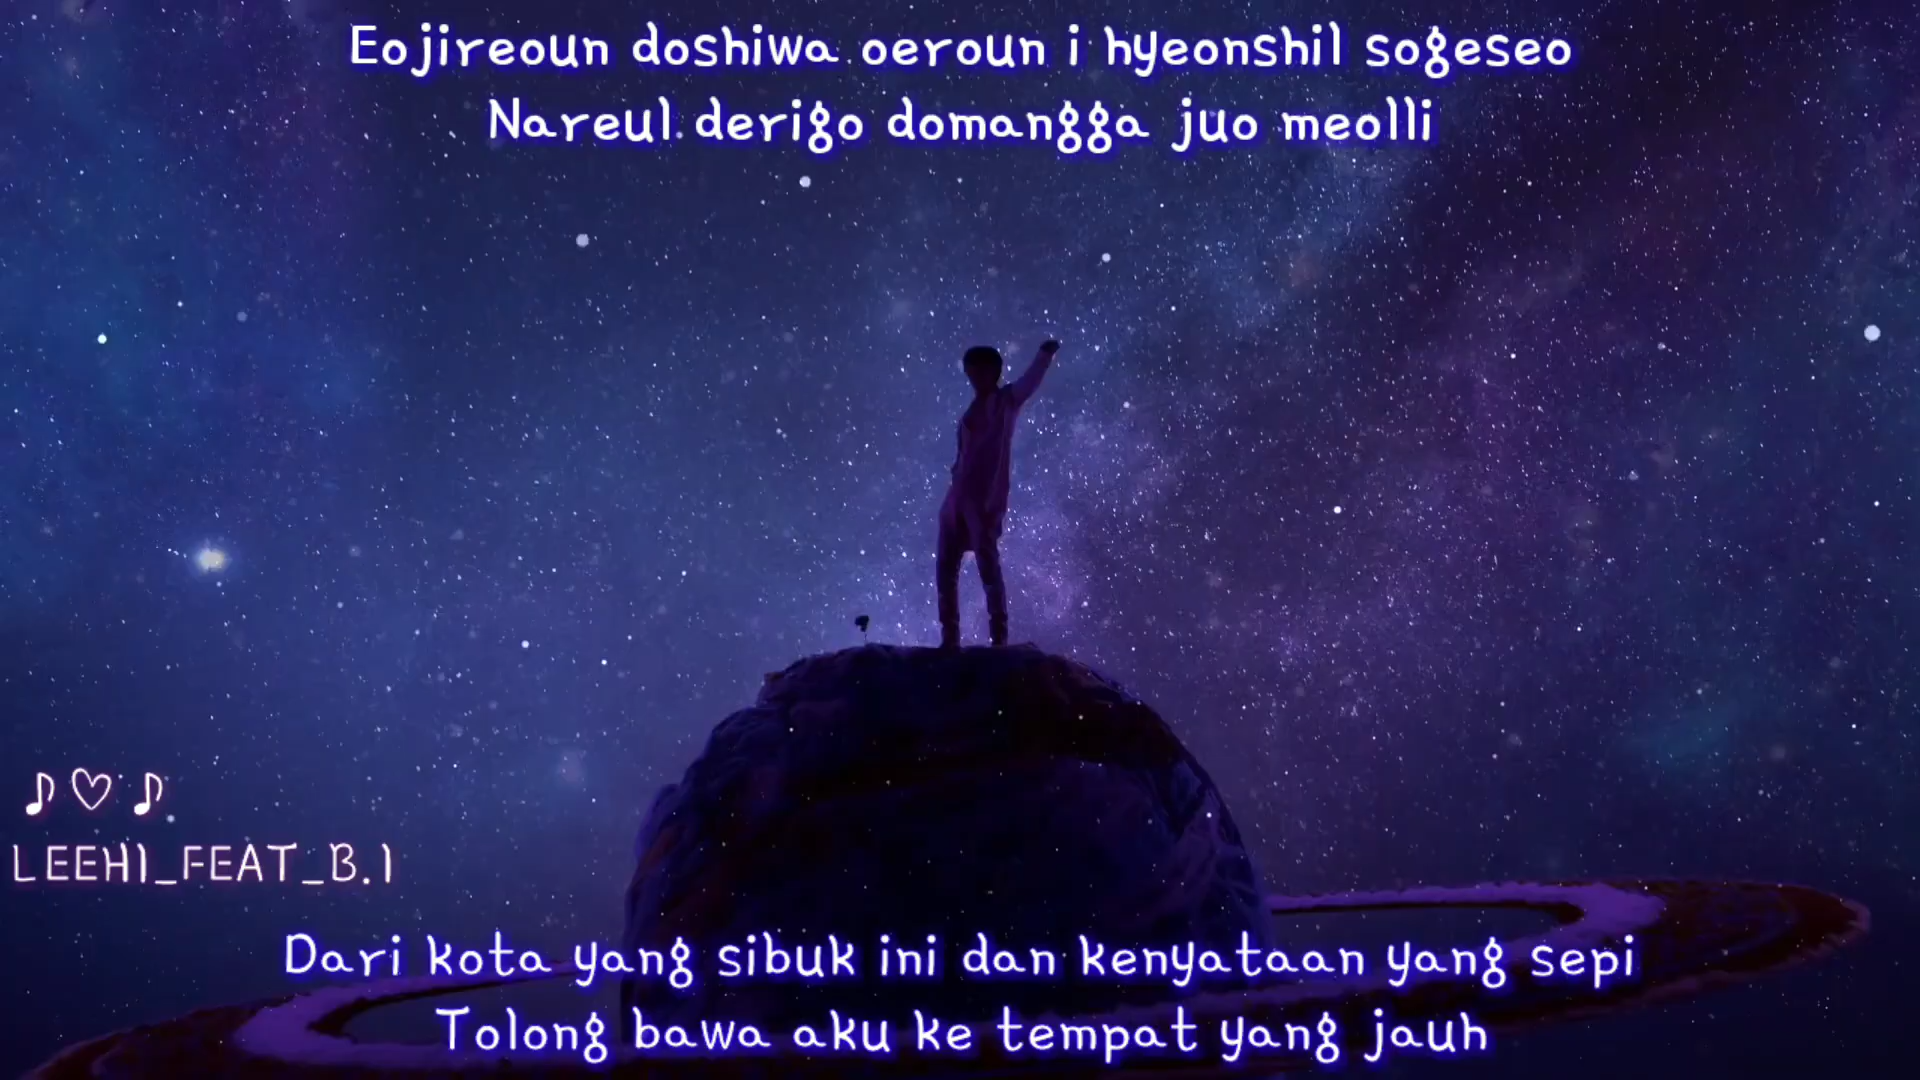 Eojireoun doshiwa oeroun i hyeonshil sogeseo
Nareul derigo domangga juo meolli
♪♡♪
LEEHI_FEAT_B.I
Dari kota yang sibuk ini dan kenyataan yang sepi
Tolong bawa aku ke tempat yang jauh